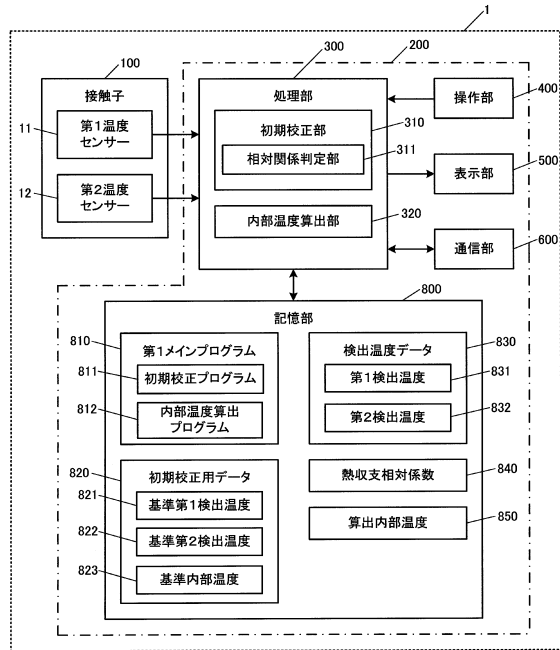 1
200
100
接触子
11
第1温度
センサー
12
第2温度
センサー
300
処理部
初期校正部
310
相対関係判定部
311
内部温度算出部
320
400
操作部
500
表示部
600
通信部
800
記憶部
810
第1メインプログラム
811
初期校正プログラム
812
内部温度算出
プログラム
820
初期校正用データ
821
基準第1検出温度
822
基準第2検出温度
823
基準内部温度
検出温度データ
830
第1検出温度
831
第2検出温度
832
熱収支相対係数
840
算出内部温度
850